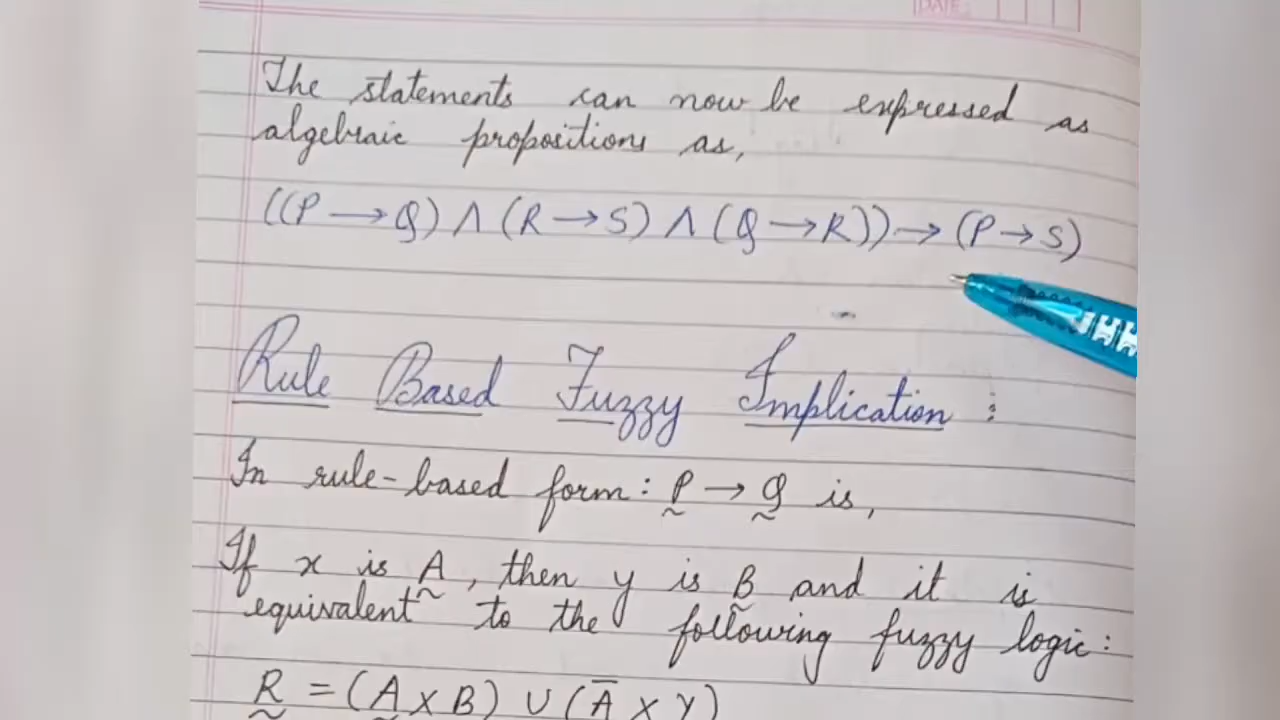 DATE
The statements can now be expressed as
algebraic propositions as,
((P → Q) ∧ (R → S) ∧ (Q → R)) → (P → S)
Rule Based Fuzzy Implication :
In rule-based form : P̰ → Q̰ is,
If x is A̰, then y is B̰ and it is
equivalent to the following fuzzy logic :
R̰ = (A̰ × B) ∪ (Ā × Y)